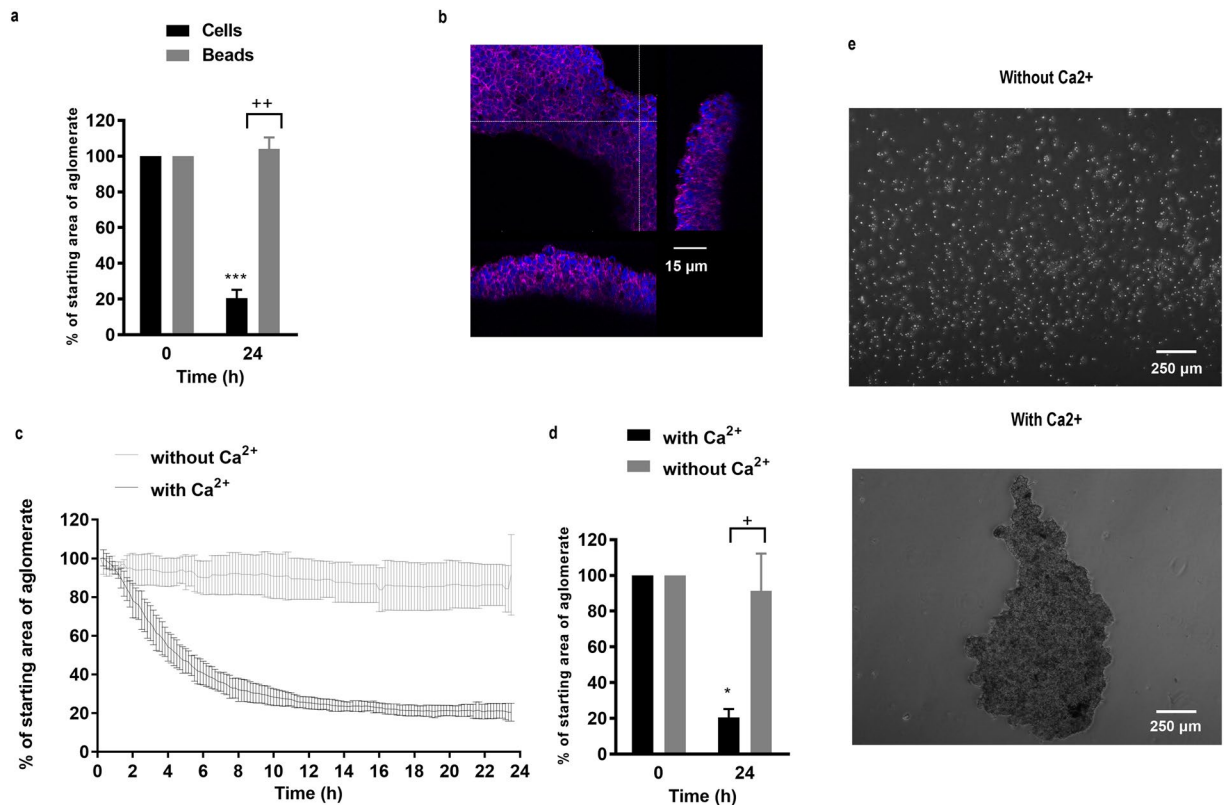 a
Cells
Beads
% of starting area of aglomerate
120
100
80
60
40
20
0
++
***
0 24
Time (h)
b
15 µm
c
without Ca2+
with Ca2+
% of starting area of aglomerate
120
100
80
60
40
20
0
0 2 4 6 8 10 12 14 16 18 20 22 24
Time (h)
d
with Ca2+
without Ca2+
% of starting area of aglomerate
120
100
80
60
40
20
0
+
*
0 24
Time (h)
e
Without Ca2+
250 µm
With Ca2+
250 µm